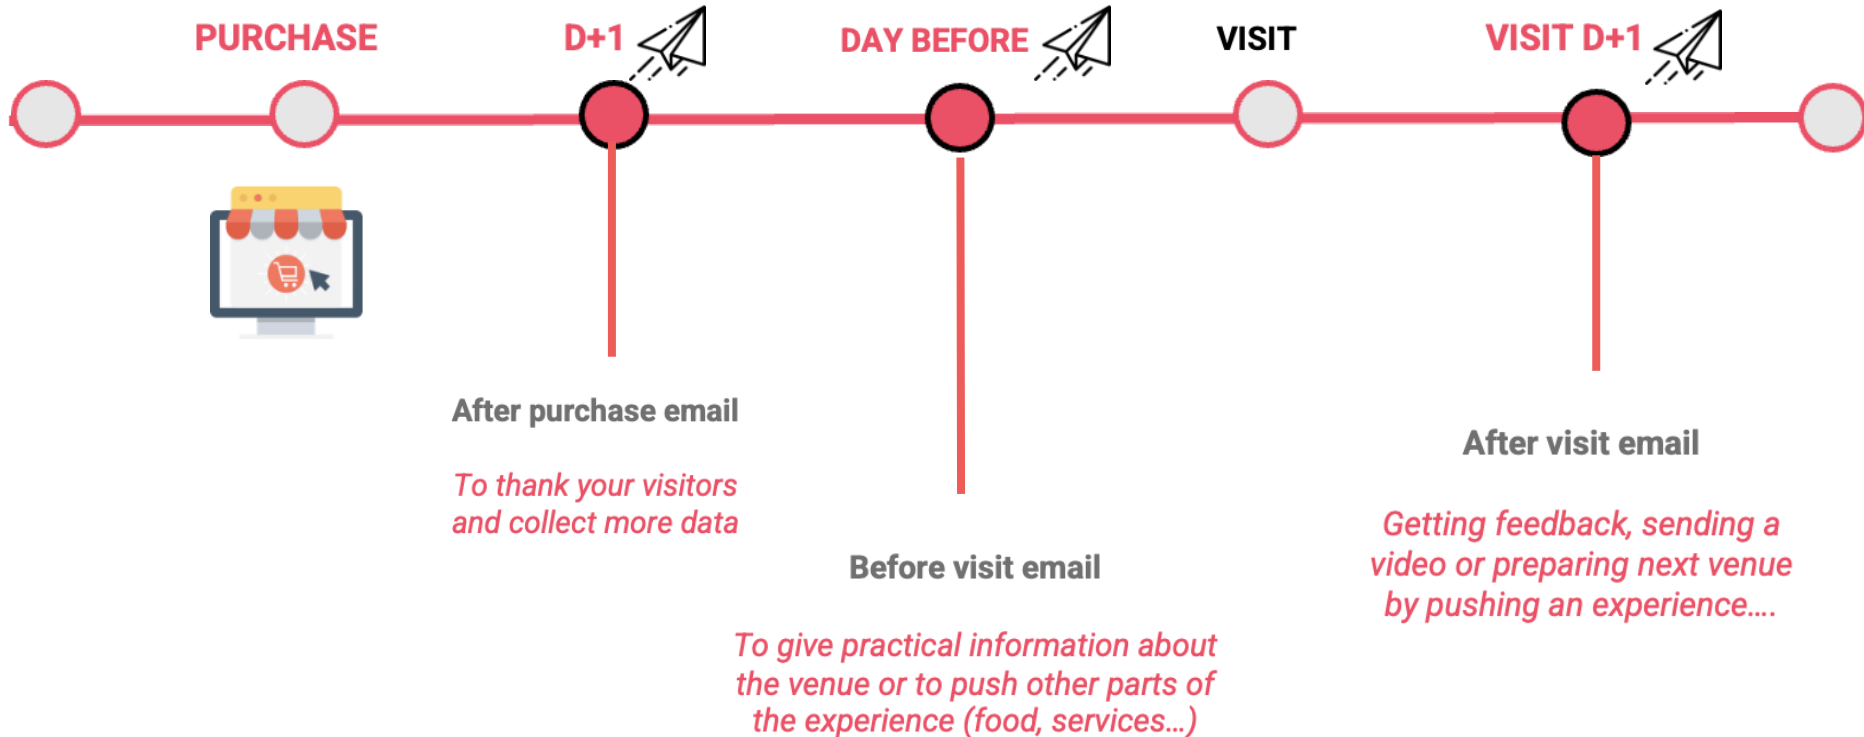 PURCHASE
D+1
DAY BEFORE
VISIT
VISIT D+1
After purchase email
To thank your visitors
and collect more data
Before visit email
To give practical information about
the venue or to push other parts of
the experience (food, services...)
After visit email
Getting feedback, sending a
video or preparing next venue
by pushing an experience....